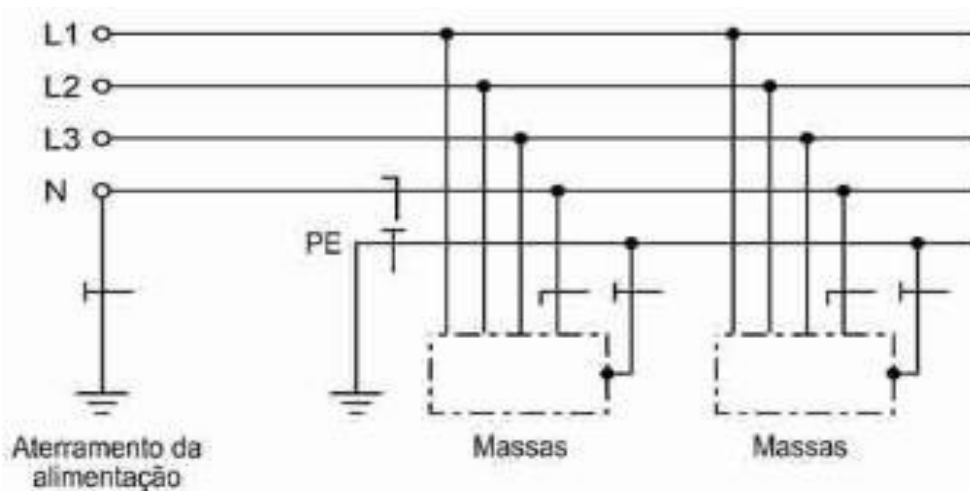 L1
L2
L3
N
PE
Aterramento da
alimentação
Massas
Massas